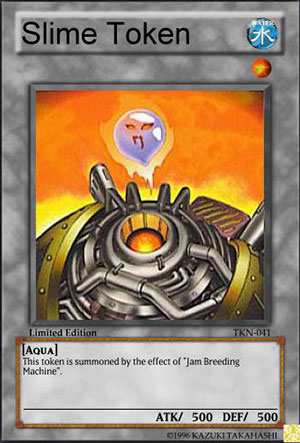 Slime Token
WATER
水
Limited Edition
TKN-041
[AQUA]
This token is summoned by the effect of "Jam Breeding
Machine".
ATK/ 500 DEF/ 500
©1996 KAZUKI TAKAHASHI